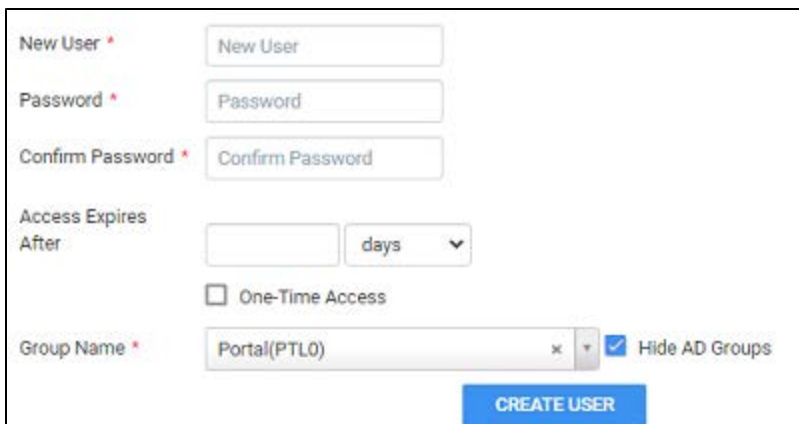 New User * New User
Password * Password
Confirm Password * Confirm Password
Access Expires
After days
One-Time Access
Group Name * Portal(PTL0) × Hide AD Groups
CREATE USER